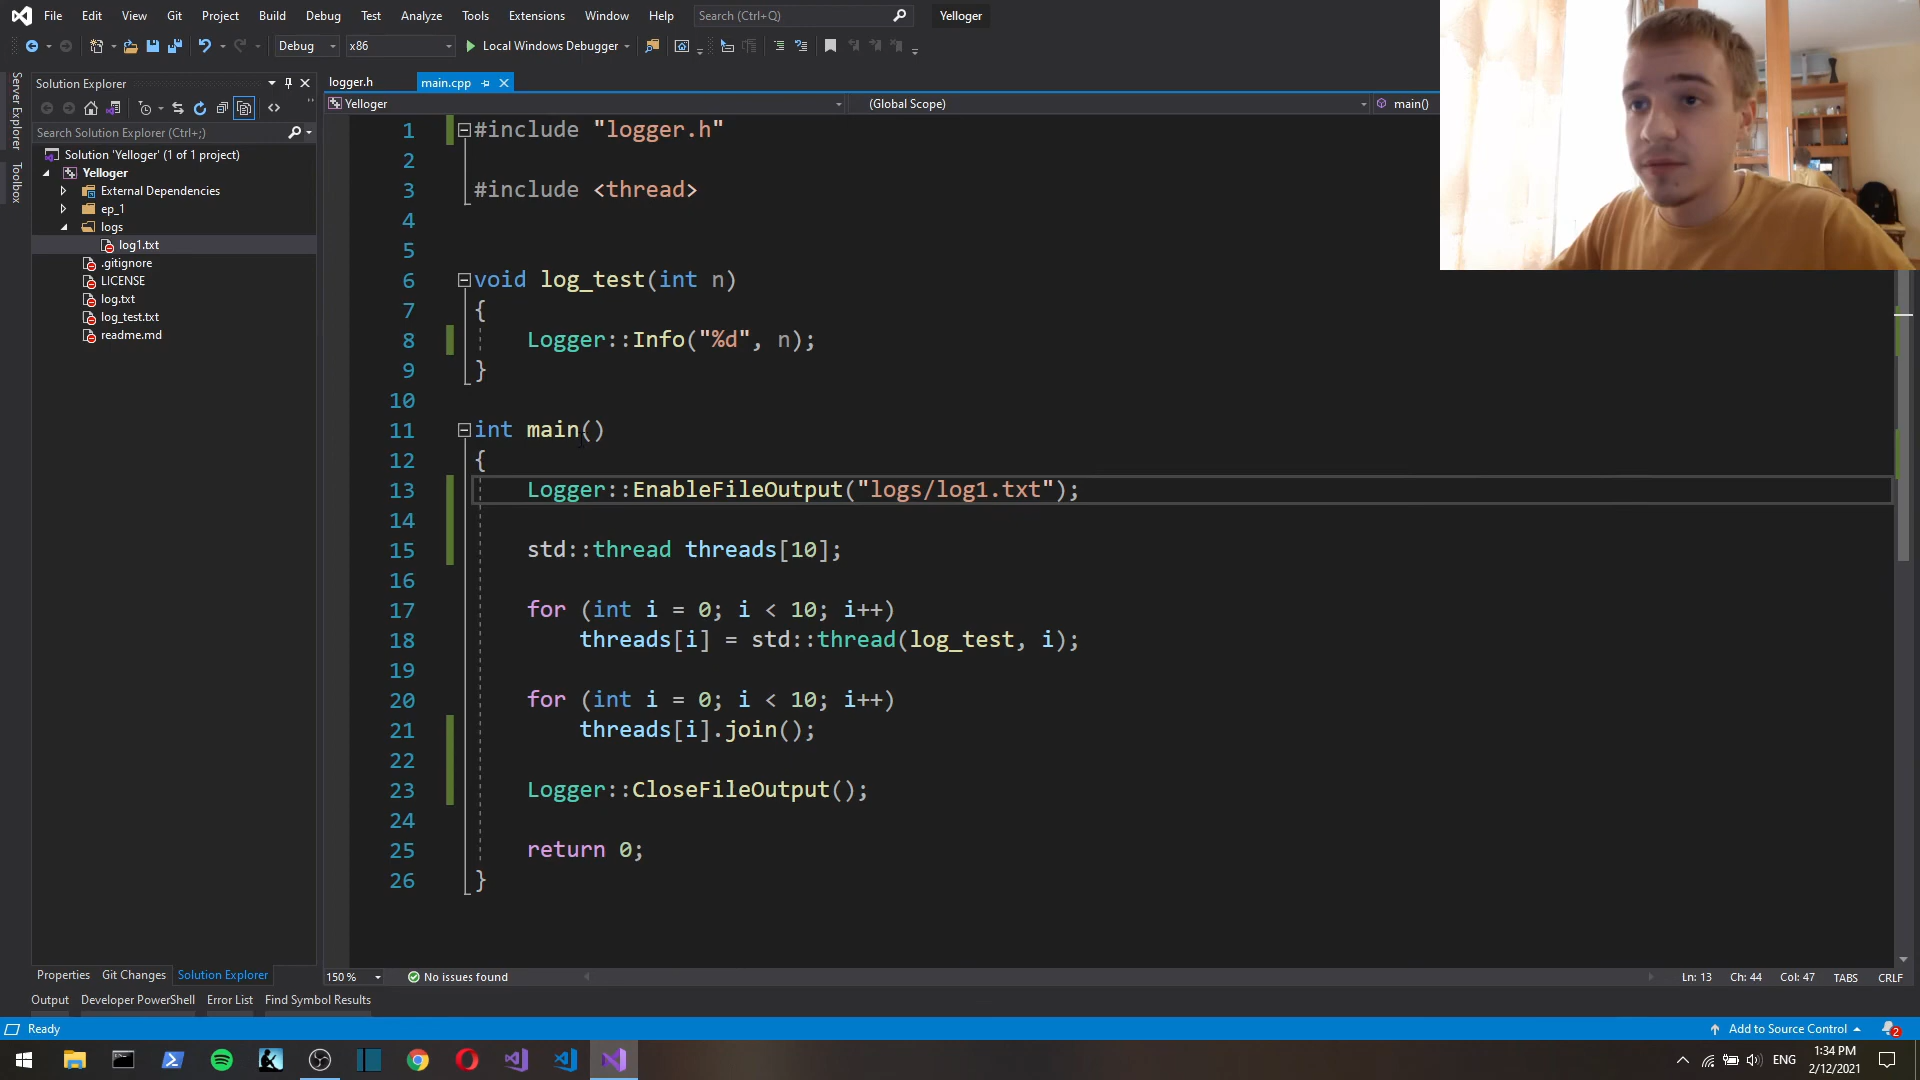 File Edit View Git Project Build Debug Test Analyze Tools Extensions Window Help Search (Ctrl+Q) Yelloger
Debug x86 Local Windows Debugger
Server Explorer
Toolbox
Solution Explorer
Search Solution Explorer (Ctrl+;)
Solution 'Yelloger' (1 of 1 project)
Yelloger
External Dependencies
ep_1
logs
log1.txt
.gitignore
LICENSE
log.txt
log_test.txt
readme.md
logger.h main.cpp
Yelloger (Global Scope) main()
1 #include "logger.h"
2
3 #include <thread>
4
5
6 void log_test(int n)
7 {
8 Logger::Info("%d", n);
9 }
10
11 int main()
12 {
13 Logger::EnableFileOutput("logs/log1.txt");
14
15 std::thread threads[10];
16
17 for (int i = 0; i < 10; i++)
18 threads[i] = std::thread(log_test, i);
19
20 for (int i = 0; i < 10; i++)
21 threads[i].join();
22
23 Logger::CloseFileOutput();
24
25 return 0;
26 }
Properties Git Changes Solution Explorer
150 % No issues found Ln: 13 Ch: 44 Col: 47 TABS CRLF
Output Developer PowerShell Error List Find Symbol Results
Ready Add to Source Control 2
ENG 1:34 PM
2/12/2021